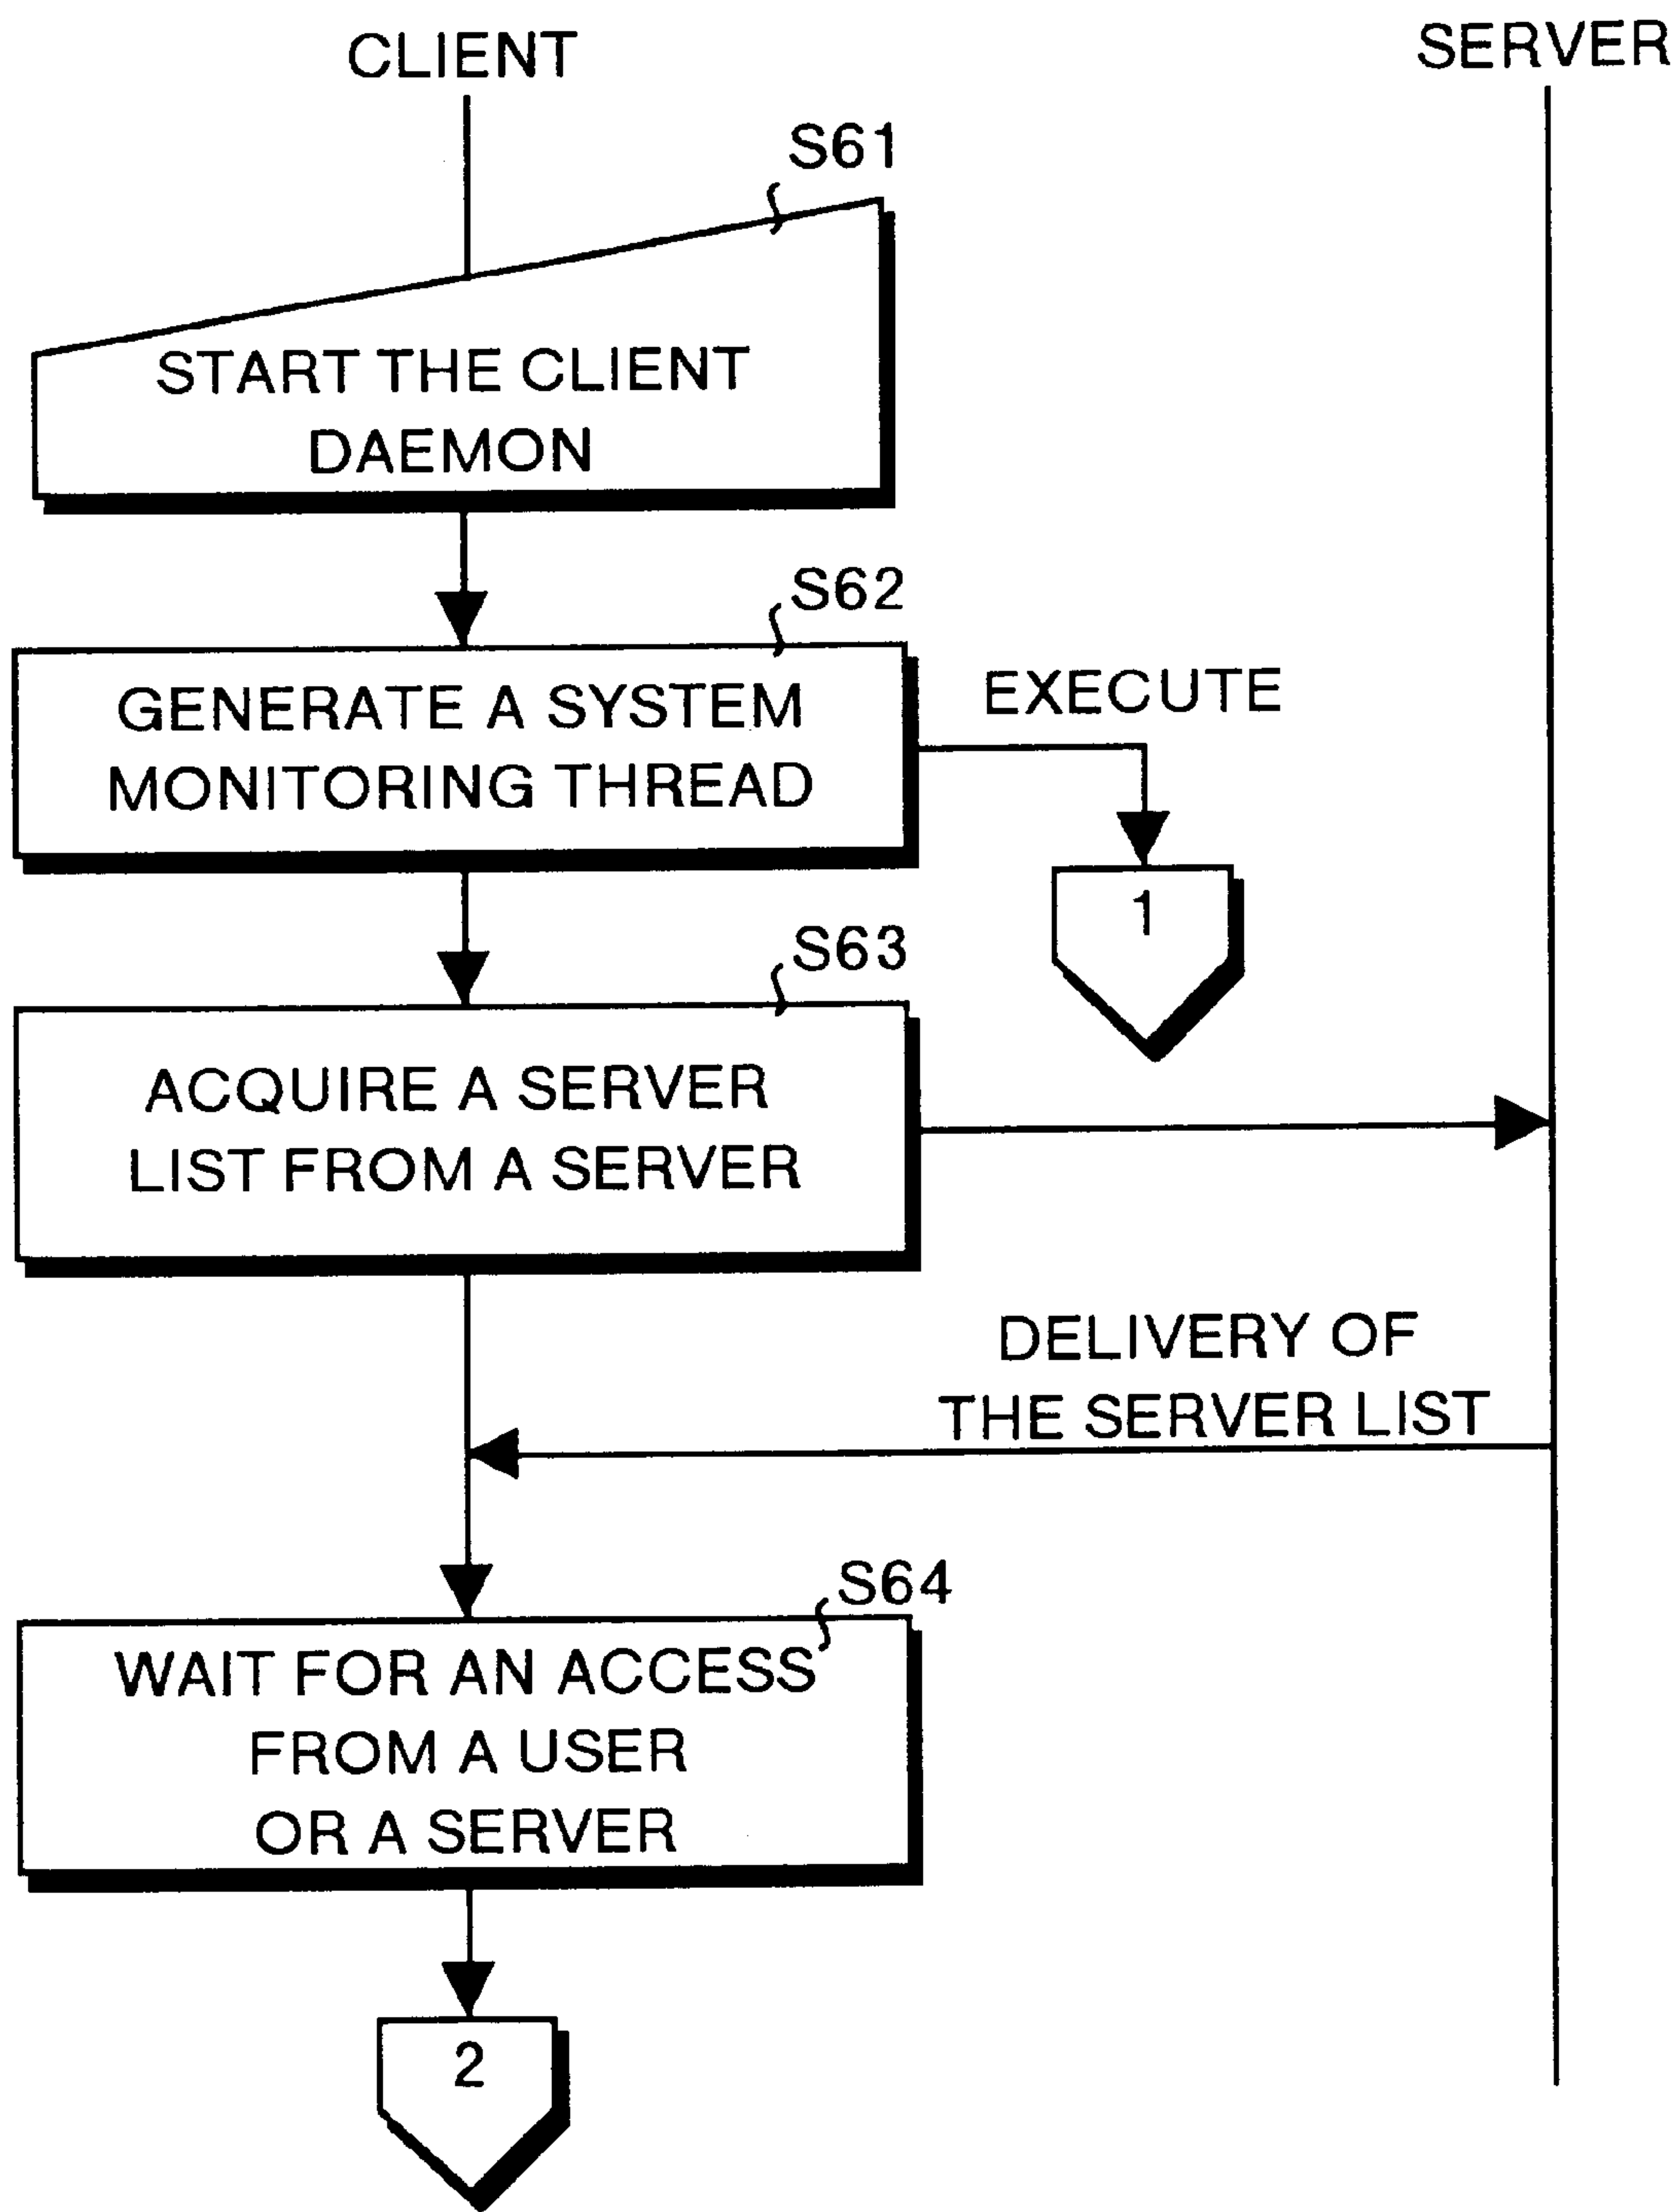 CLIENT
SERVER
S61
START THE CLIENT
DAEMON
S62
GENERATE A SYSTEM
MONITORING THREAD
EXECUTE
1
S63
ACQUIRE A SERVER
LIST FROM A SERVER
DELIVERY OF
THE SERVER LIST
S64
WAIT FOR AN ACCESS
FROM A USER
OR A SERVER
2